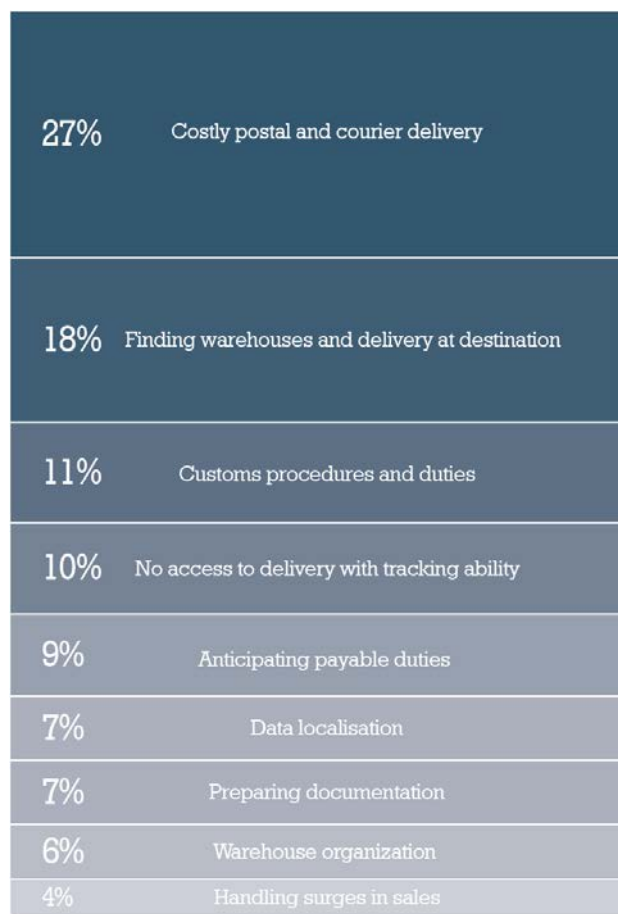 27% Costly postal and courier delivery
18% Finding warehouses and delivery at destination
11% Customs procedures and duties
10% No access to delivery with tracking ability
9% Anticipating payable duties
7% Data localisation
7% Preparing documentation
6% Warehouse organization
4% Handling surges in sales